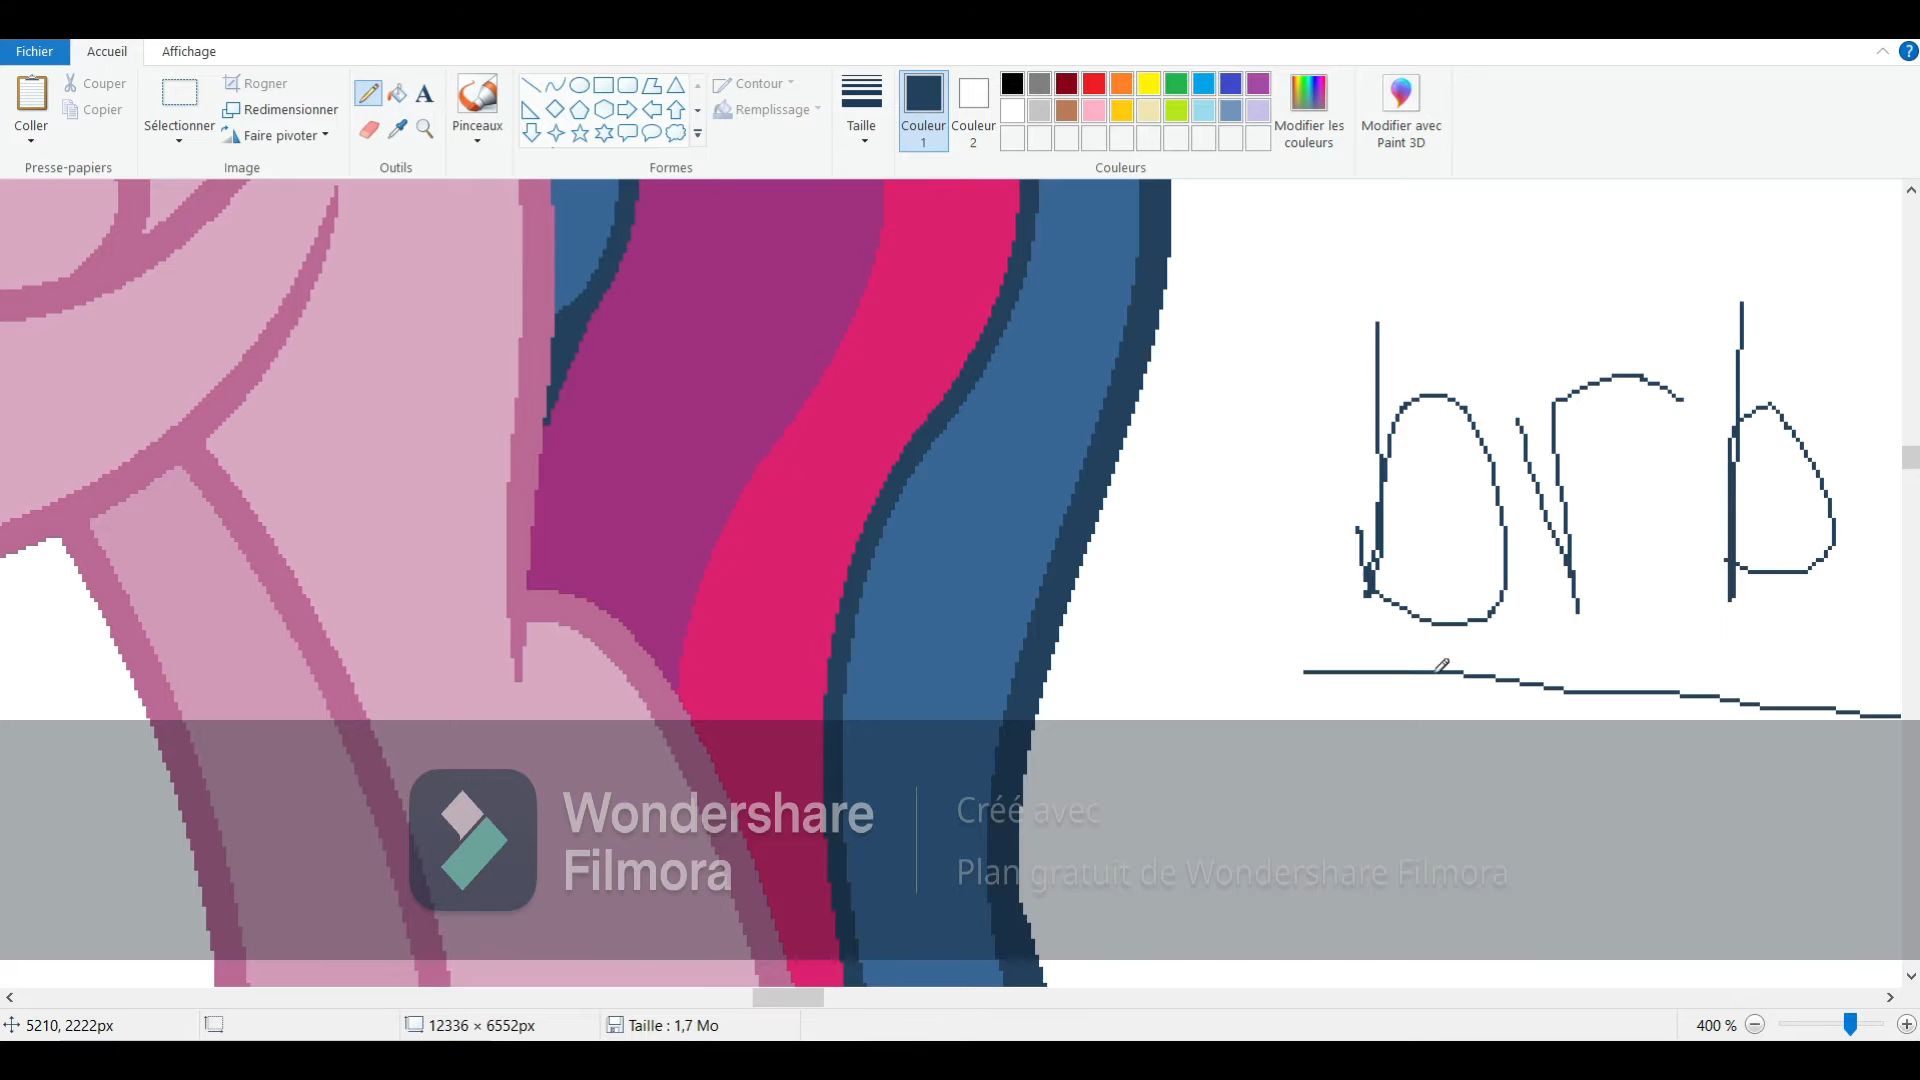 Fichier Accueil Affichage
Coller
Couper
Copier
Presse-papiers
Sélectionner
Rogner
Redimensionner
Faire pivoter
Image
A
Outils
Pinceaux
Contour
Remplissage
Formes
Taille
Couleur 1
Couleur 2
Modifier les couleurs
Couleurs
Modifier avec Paint 3D
?
brb
Wondershare
Filmora
Créé avec
Plan gratuit de Wondershare Filmora
5210, 2222px 12336 × 6552px Taille : 1,7 Mo 400 %